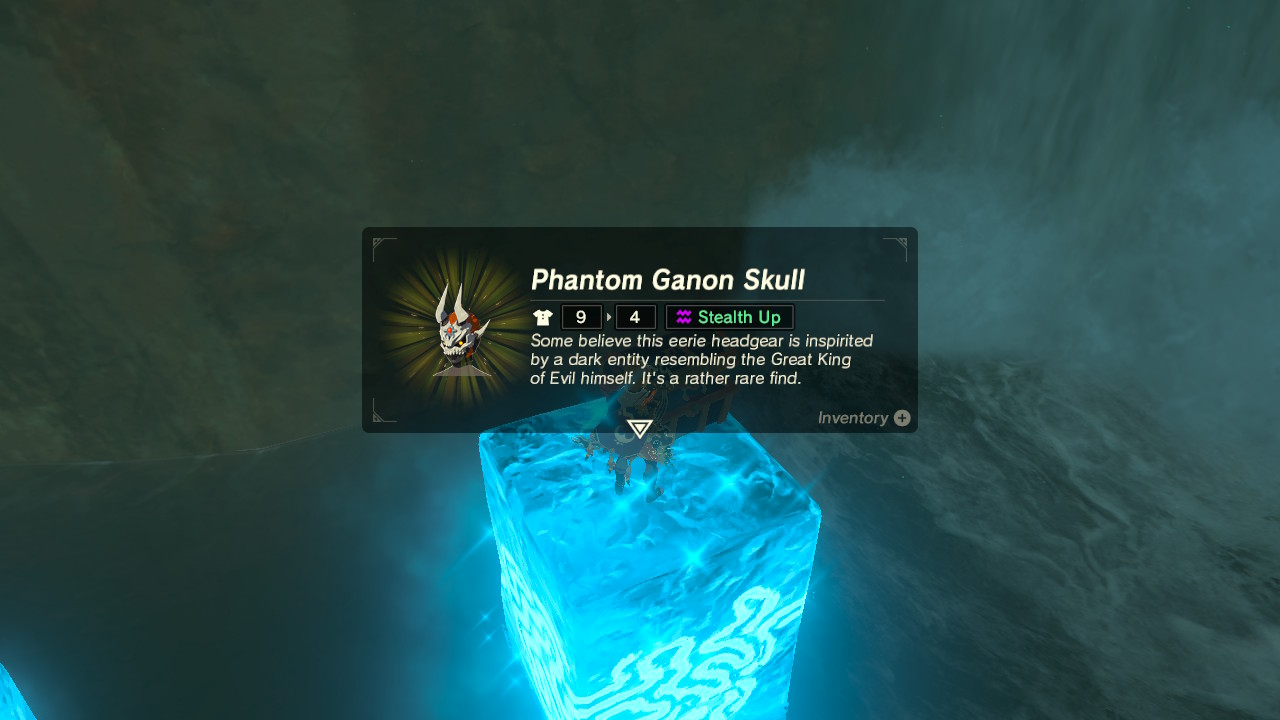 Phantom Ganon Skull
9 4 Stealth Up
Some believe this eerie headgear is inspirited
by a dark entity resembling the Great King
of Evil himself. It's a rather rare find.
Inventory